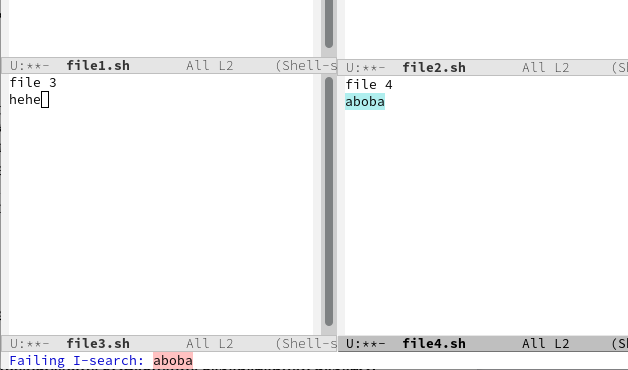 U:**-  file1.sh       All L2     (Shell-s
U:**-  file2.sh       All L2     (Sh
file 3
hehe
file 4
aboba
U:**-  file3.sh       All L2     (Shell-s
U:**-  file4.sh       All L2     (Sh
Failing I-search: aboba